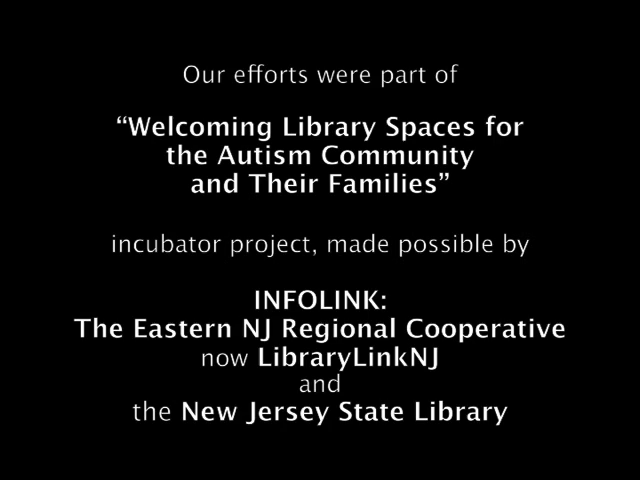 Our efforts were part of
“Welcoming Library Spaces for
the Autism Community
and Their Families”
incubator project, made possible by
INFOLINK:
The Eastern NJ Regional Cooperative
now LibraryLinkNJ
and
the New Jersey State Library